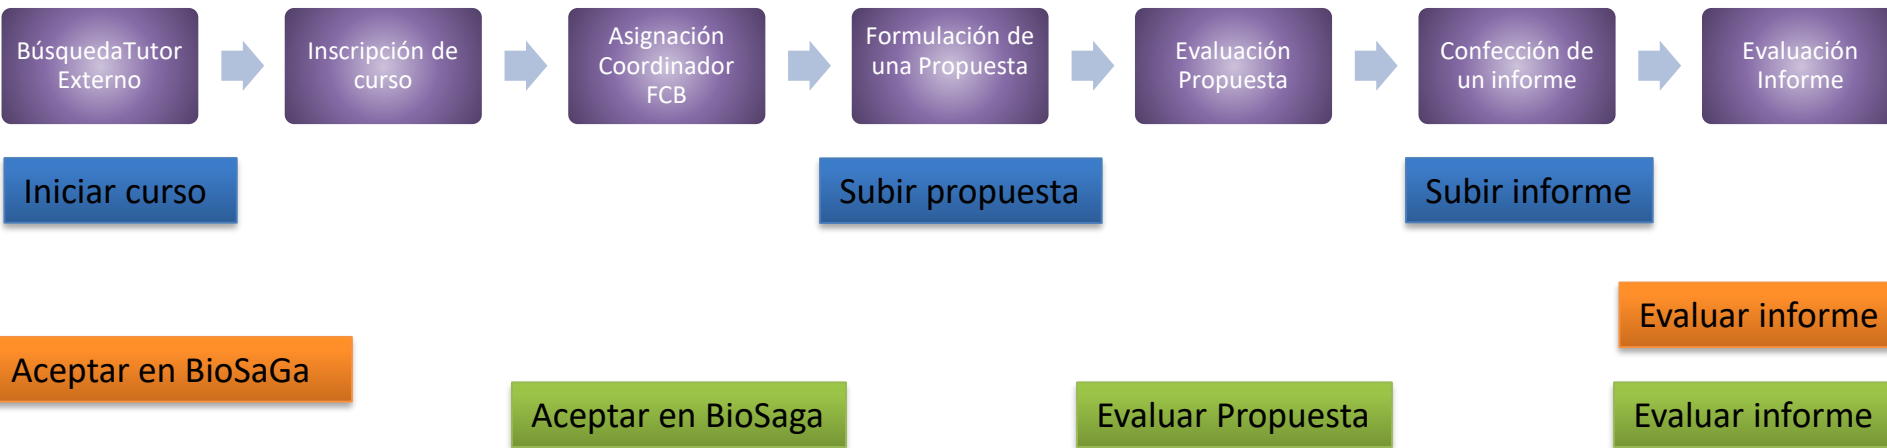 BúsquedaTutor
Externo
Inscripción de
curso
Asignación
Coordinador
FCB
Formulación de
una Propuesta
Evaluación
Propuesta
Confección de
un informe
Evaluación
Informe
Iniciar curso
Subir propuesta
Subir informe
Evaluar informe
Aceptar en BioSaGa
Aceptar en BioSaga
Evaluar Propuesta
Evaluar informe